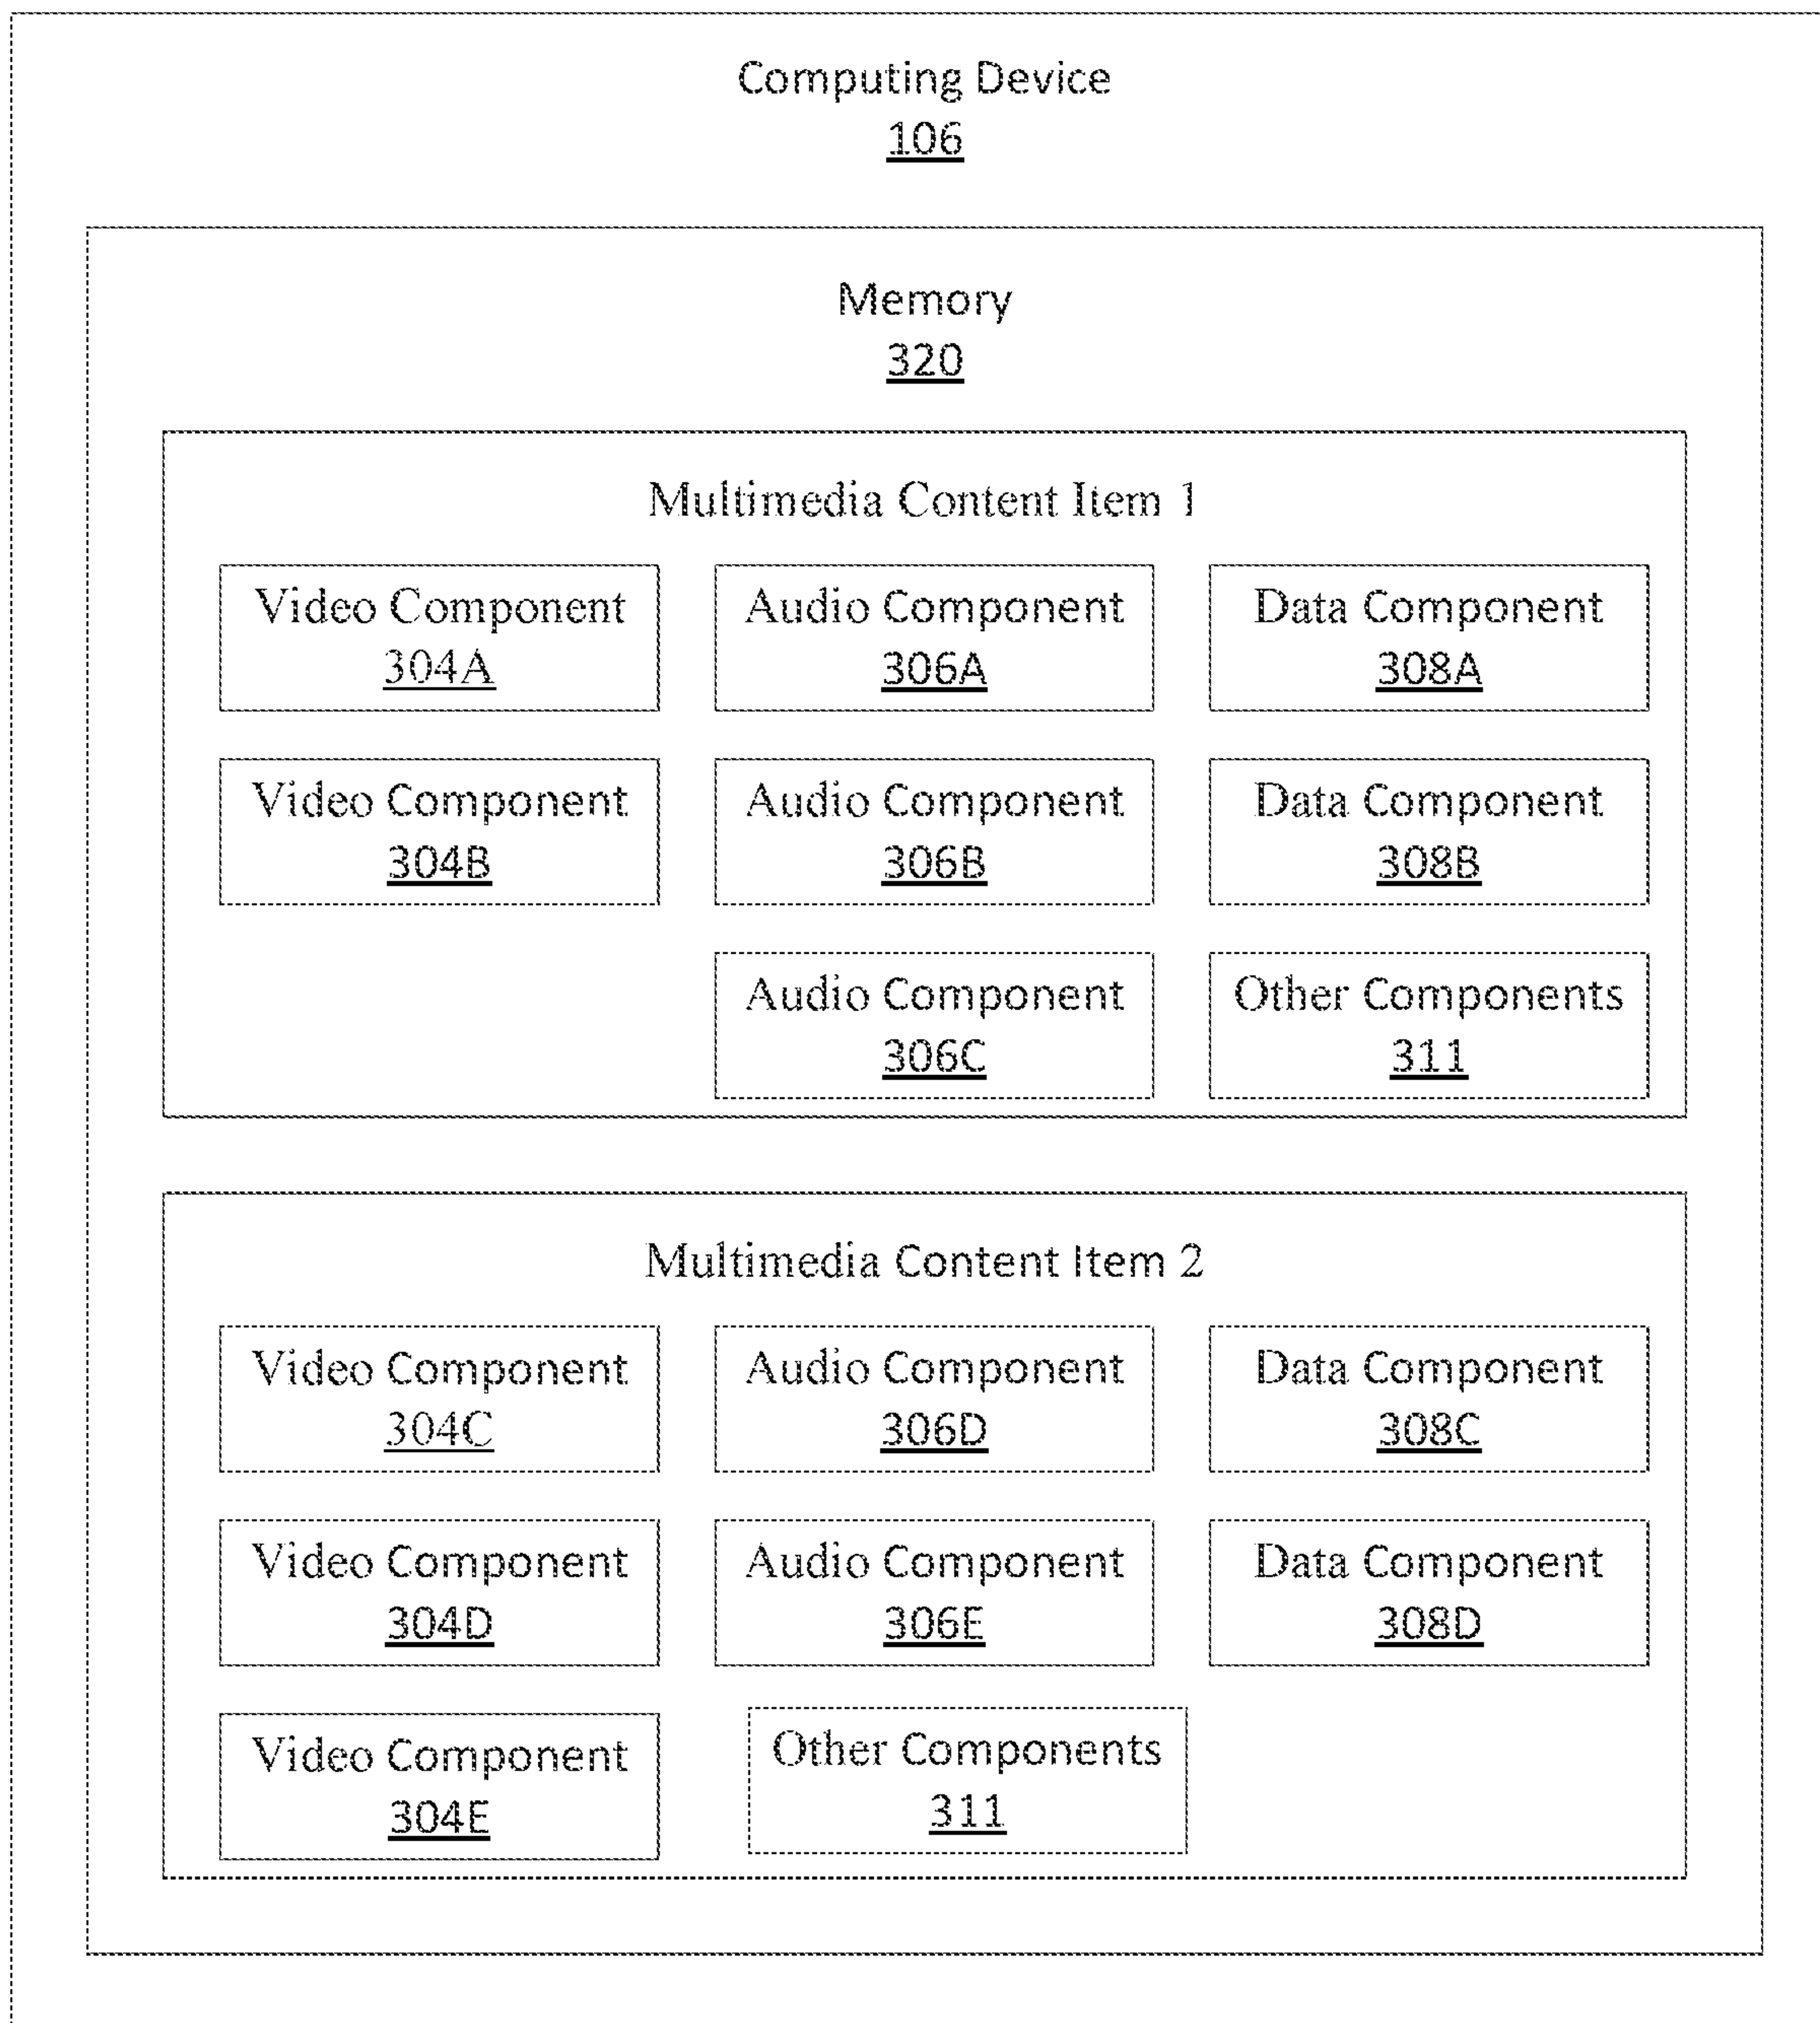 Computing Device
106
Memory
320
Multimedia Content Item 1
Video Component
304A
Audio Component
306A
Data Component
308A
Video Component
304B
Audio Component
306B
Data Component
308B
Audio Component
306C
Other Components
311
Multimedia Content Item 2
Video Component
304C
Audio Component
306D
Data Component
308C
Video Component
304D
Audio Component
306E
Data Component
308D
Video Component
304E
Other Components
311